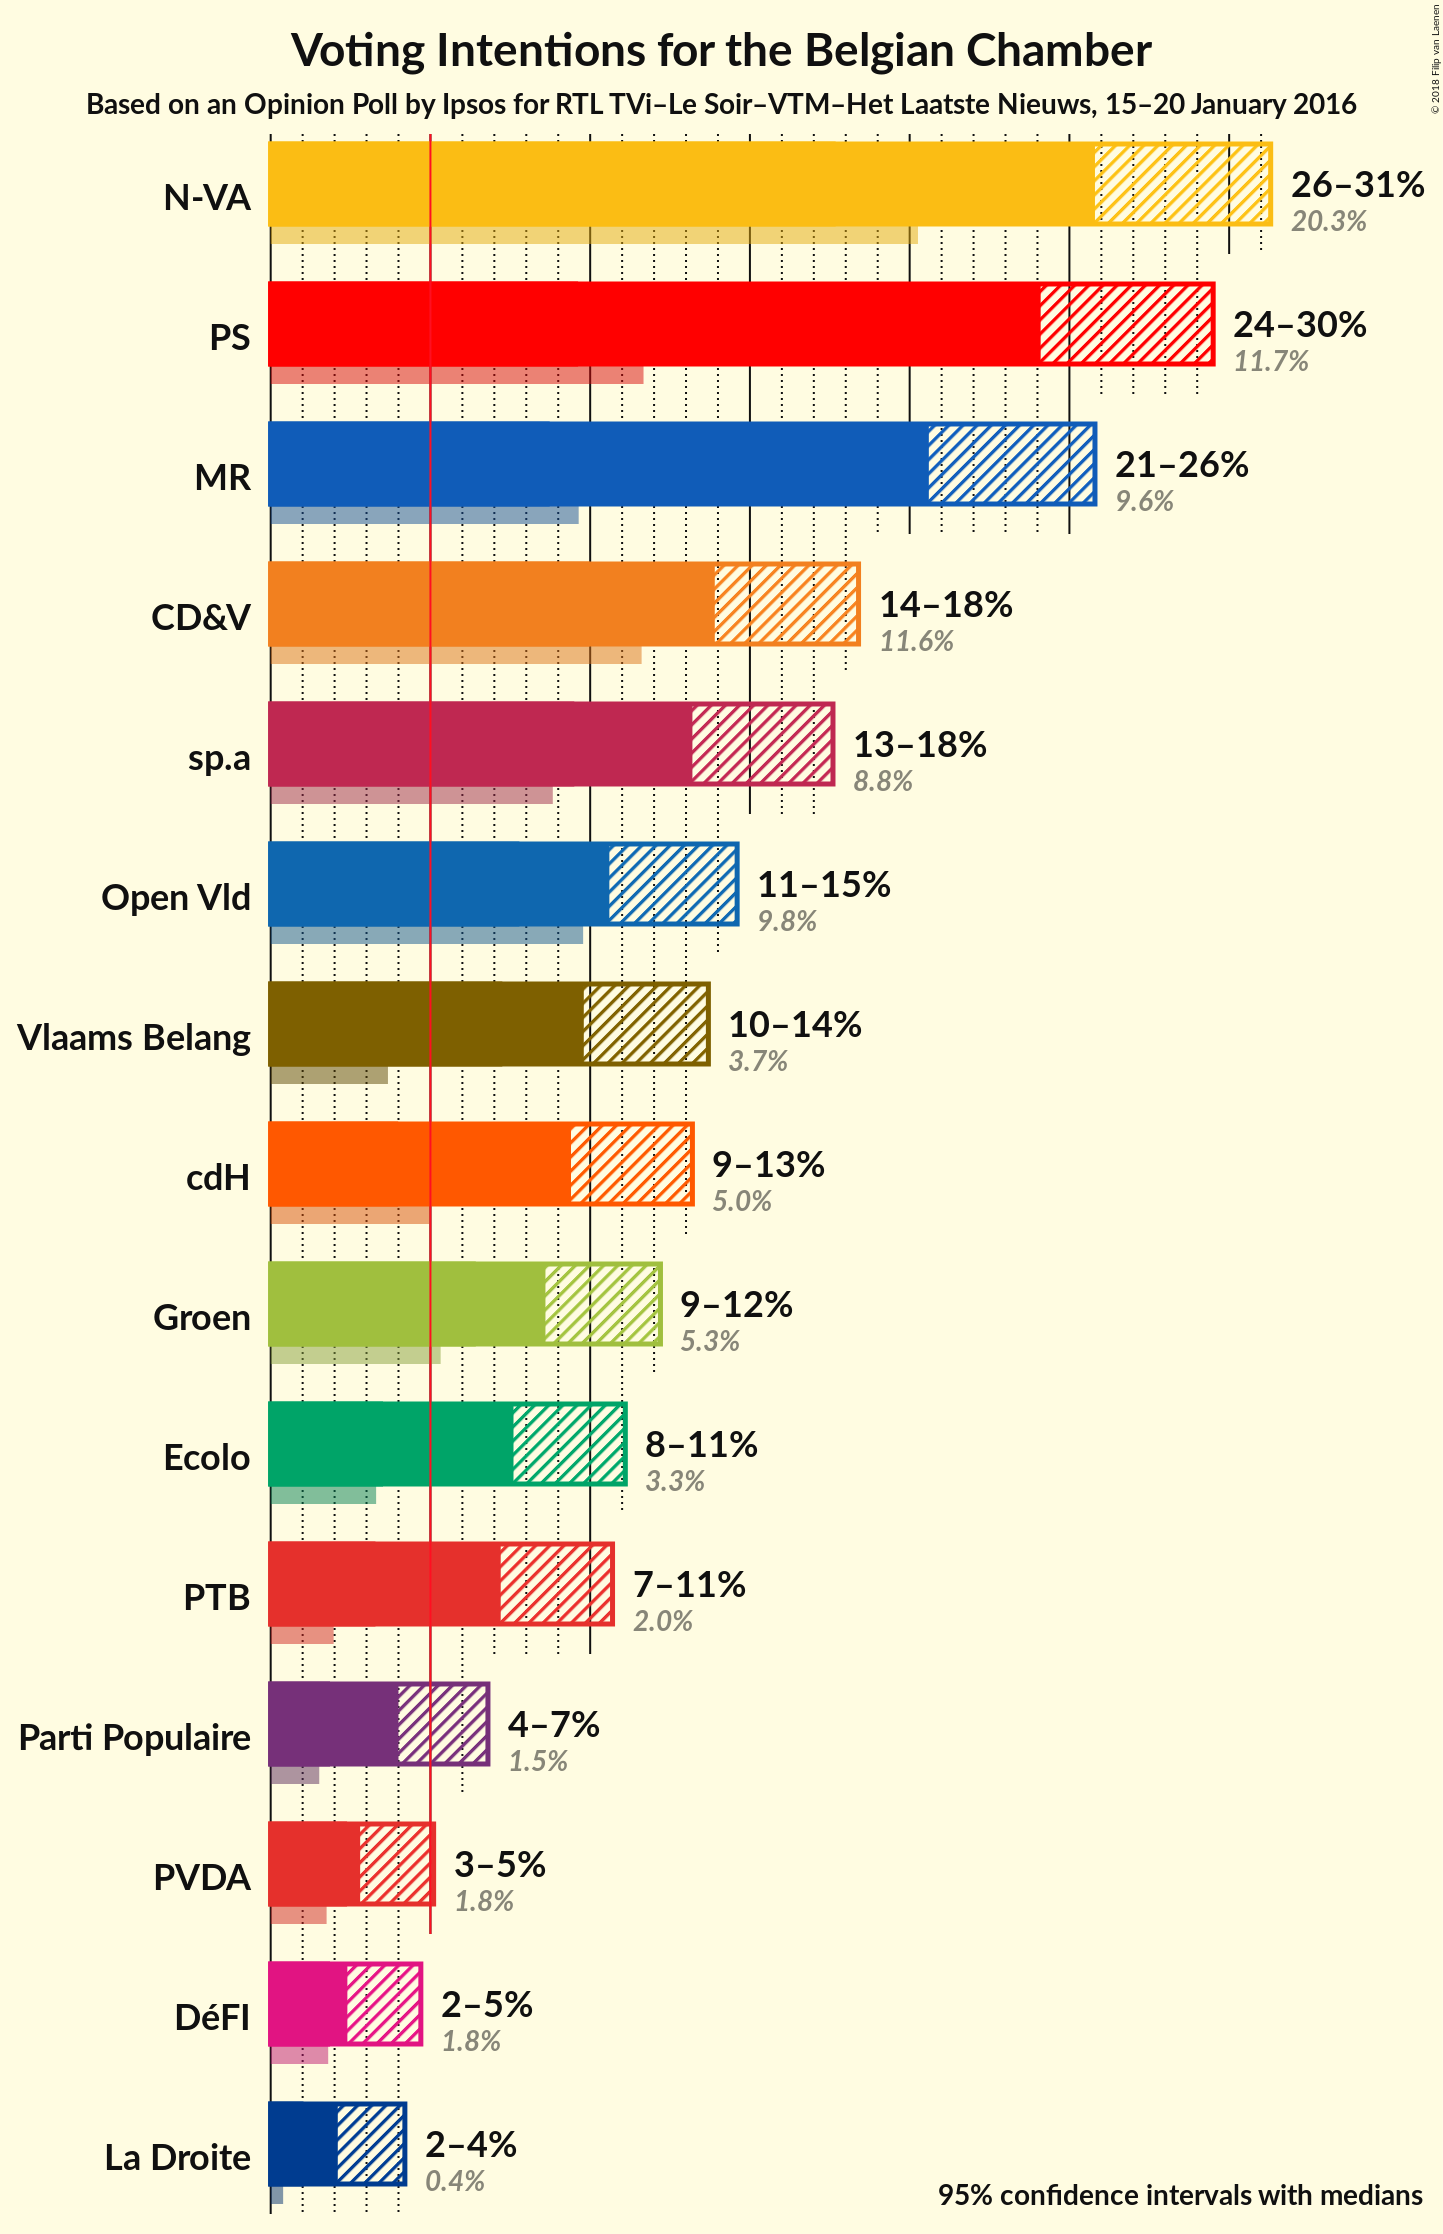 Voting Intentions for the Belgian Chamber
Based on an Opinion Poll by Ipsos for RTL TVi–Le Soir–VTM–Het Laatste Nieuws, 15–20 January 2016
© 2018 Filip van Laenen
N-VA
26–31%
20.3%
PS
24–30%
11.7%
MR
21–26%
9.6%
CD&V
14–18%
11.6%
sp.a
13–18%
8.8%
Open Vld
11–15%
9.8%
Vlaams Belang
10–14%
3.7%
cdH
9–13%
5.0%
Groen
9–12%
5.3%
Ecolo
8–11%
3.3%
PTB
7–11%
2.0%
Parti Populaire
4–7%
1.5%
PVDA
3–5%
1.8%
DéFI
2–5%
1.8%
La Droite
2–4%
0.4%
95% confidence intervals with medians